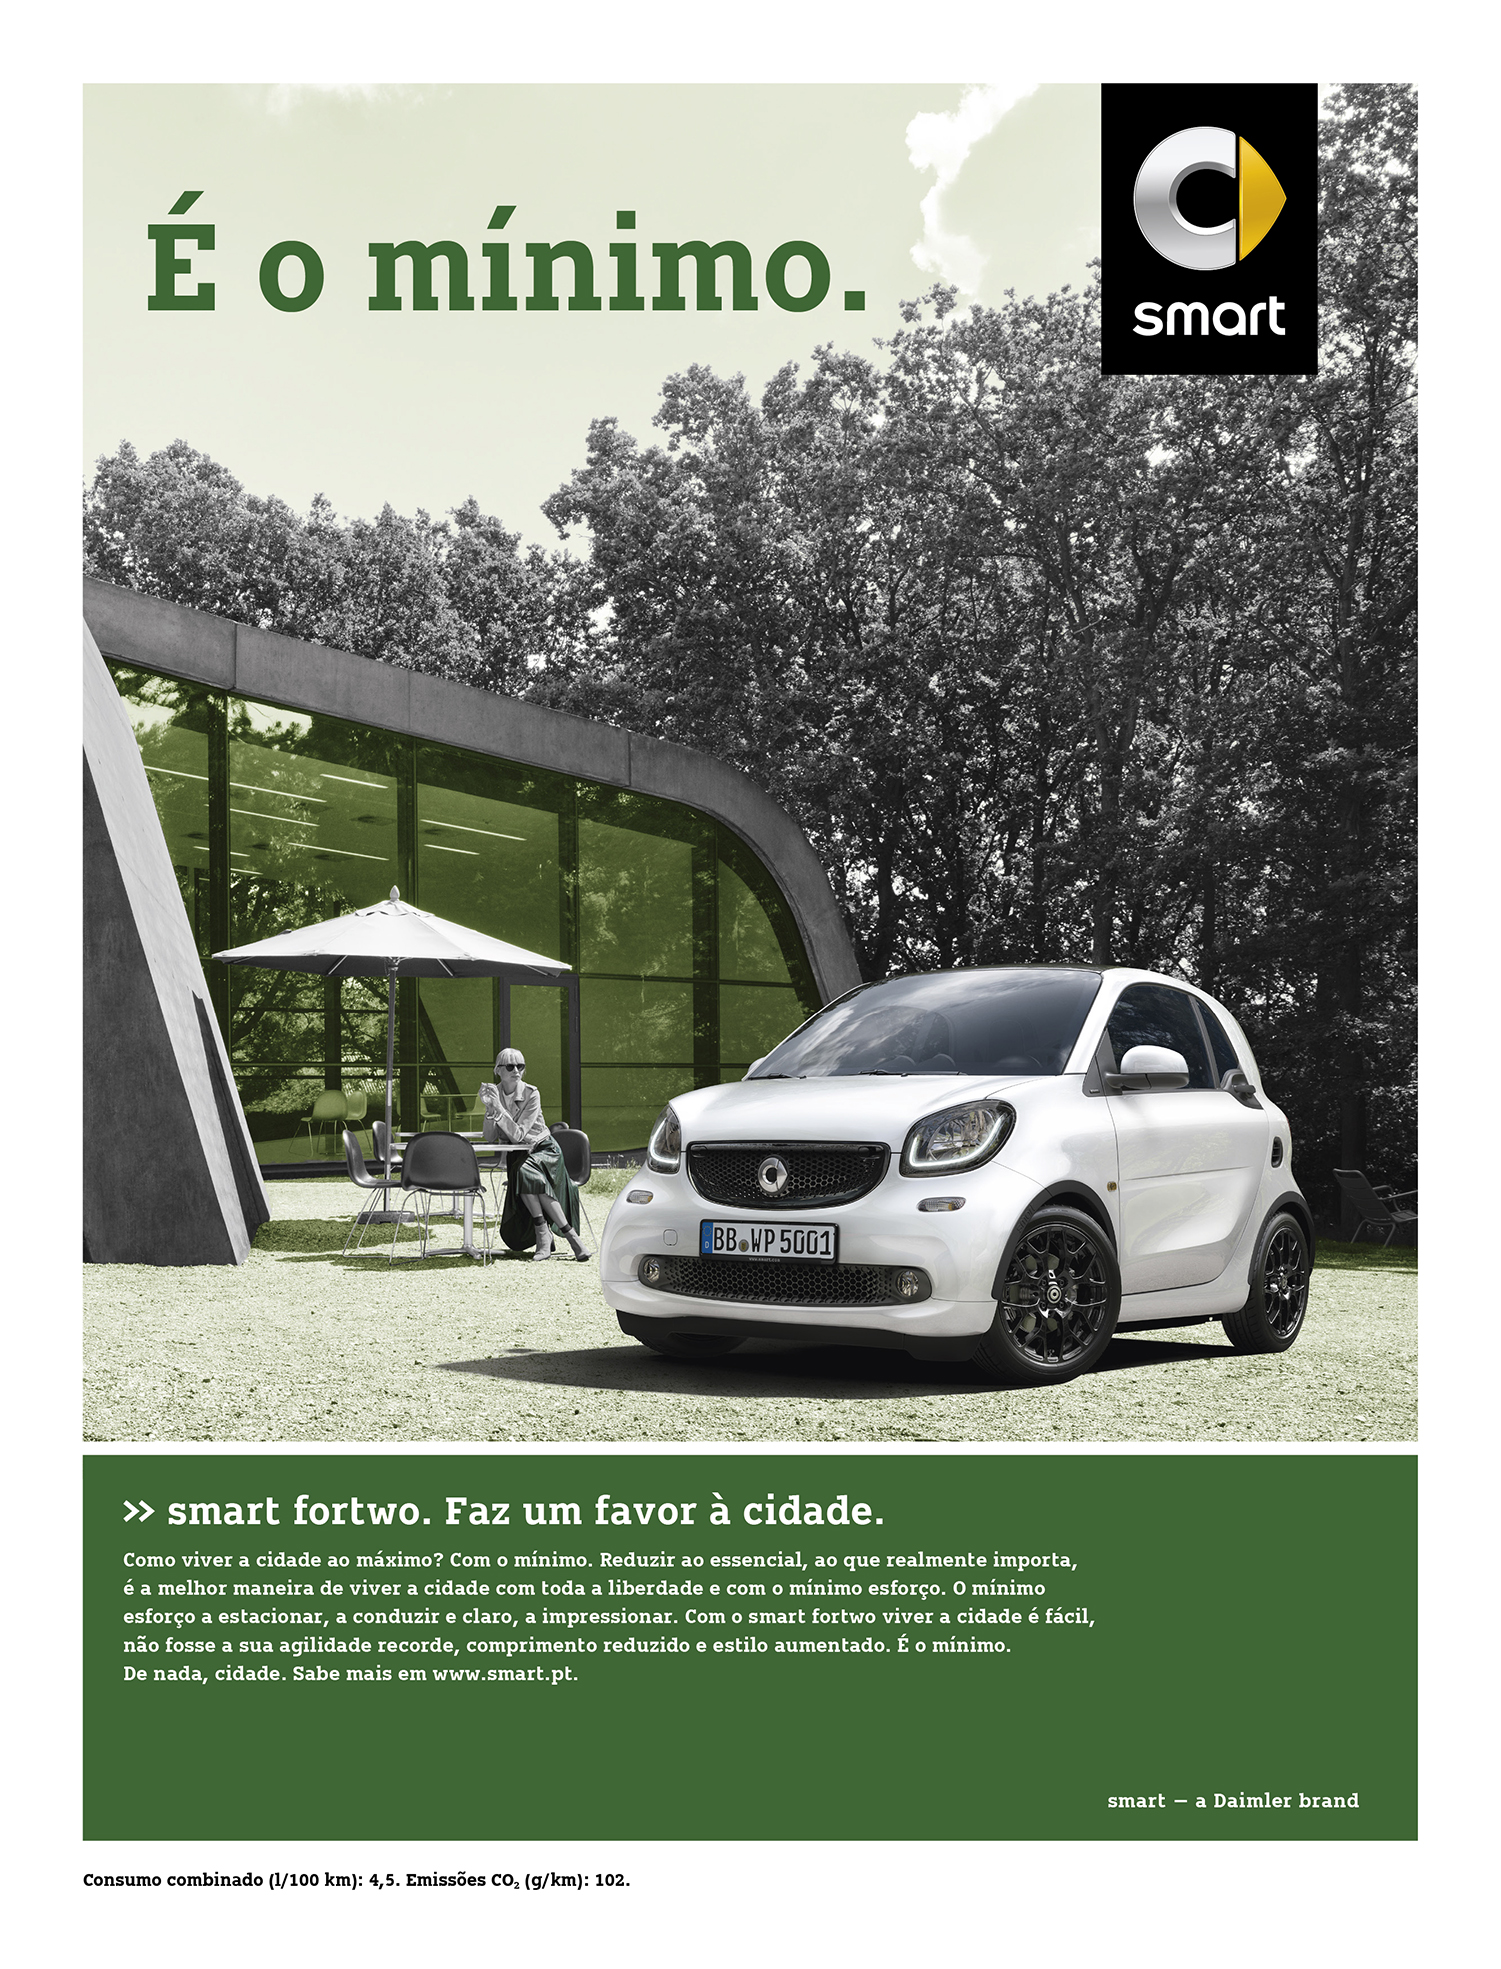 É o mínimo.
smart
BB WP 5001
>> smart fortwo. Faz um favor à cidade.
Como viver a cidade ao máximo? Com o mínimo. Reduzir ao essencial, ao que realmente importa,
é a melhor maneira de viver a cidade com toda a liberdade e com o mínimo esforço. O mínimo
esforço a estacionar, a conduzir e claro, a impressionar. Com o smart fortwo viver a cidade é fácil,
não fosse a sua agilidade recorde, comprimento reduzido e estilo aumentado. É o mínimo.
De nada, cidade. Sabe mais em www.smart.pt.
smart — a Daimler brand
Consumo combinado (l/100 km): 4,5. Emissões CO₂ (g/km): 102.